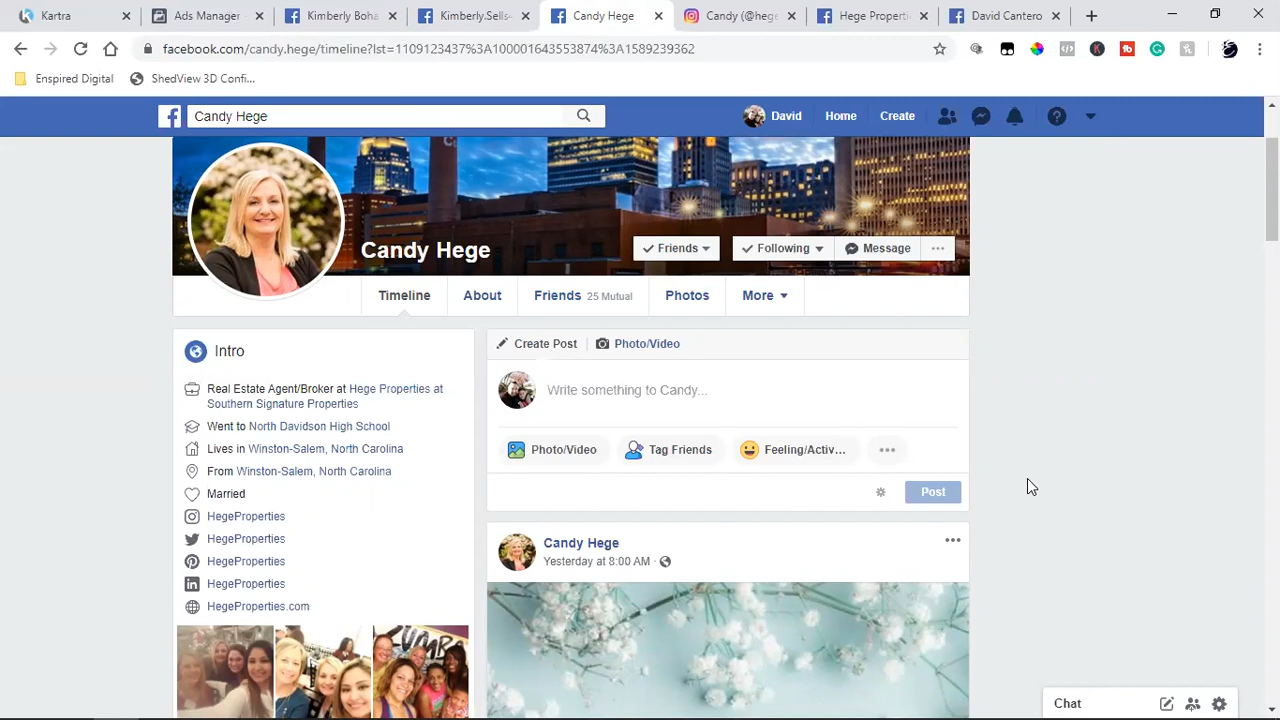 Kartra
Ads Manager
Kimberly Boha
Kimberly.Sells
Candy Hege
Candy (@hege
Hege Properti
David Cantero
facebook.com/candy.hege/timeline?lst=1109123437%3A100001643553874%3A1589239362
Enspired Digital
ShedView 3D Confi...
Candy Hege
David
Home
Create
Candy Hege
Friends
Following
Message
Timeline
About
Friends 25 Mutual
Photos
More
Intro
Real Estate Agent/Broker at Hege Properties at
Southern Signature Properties
Went to North Davidson High School
Lives in Winston-Salem, North Carolina
From Winston-Salem, North Carolina
Married
HegeProperties
HegeProperties
HegeProperties
HegeProperties
HegeProperties.com
Create Post
Photo/Video
Write something to Candy...
Photo/Video
Tag Friends
Feeling/Activ...
Post
Candy Hege
Yesterday at 8:00 AM
ZUMBA
Chat